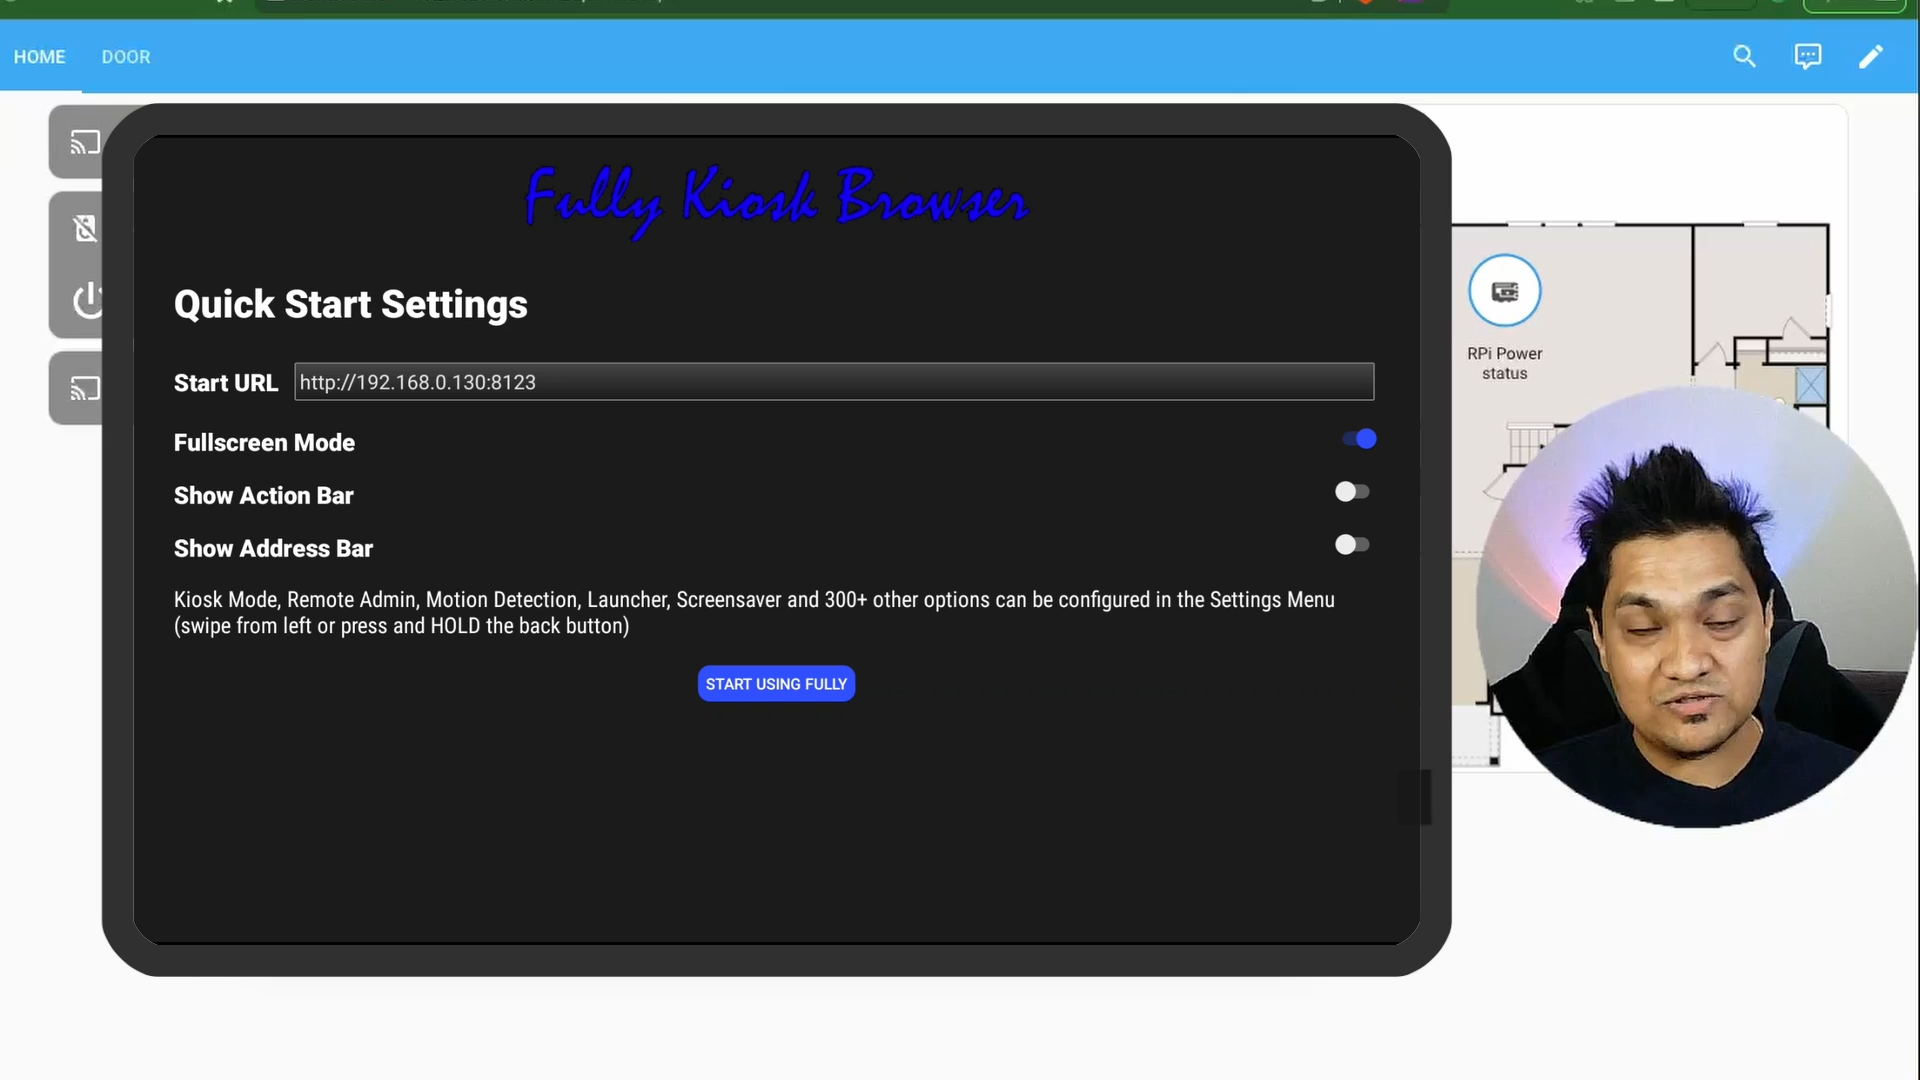 HOME DOOR
Fully Kiosk Browser
Quick Start Settings
Start URL http://192.168.0.130:8123
Fullscreen Mode
Show Action Bar
Show Address Bar
Kiosk Mode, Remote Admin, Motion Detection, Launcher, Screensaver and 300+ other options can be configured in the Settings Menu
(swipe from left or press and HOLD the back button)
START USING FULLY
RPi Power
status